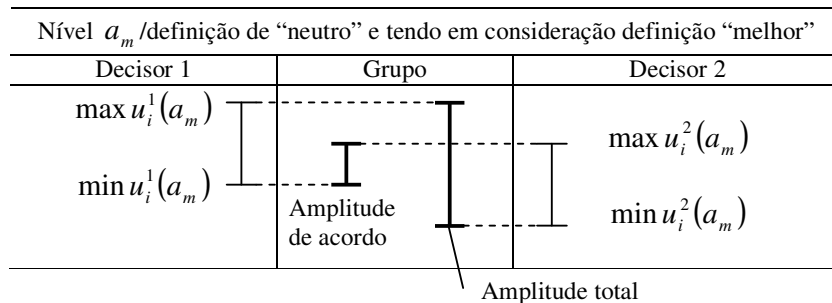 Nível a_m /definição de “neutro” e tendo em consideração definição “melhor”
Decisor 1 Grupo Decisor 2
max u_i^1(a_m)
max u_i^2(a_m)
min u_i^1(a_m)
Amplitude
de acordo
min u_i^2(a_m)
Amplitude total